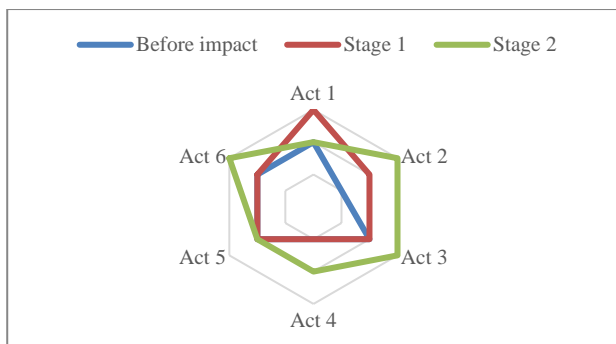 Before impact Stage 1 Stage 2
Act 1
Act 6 Act 2
Act 5 Act 3
Act 4